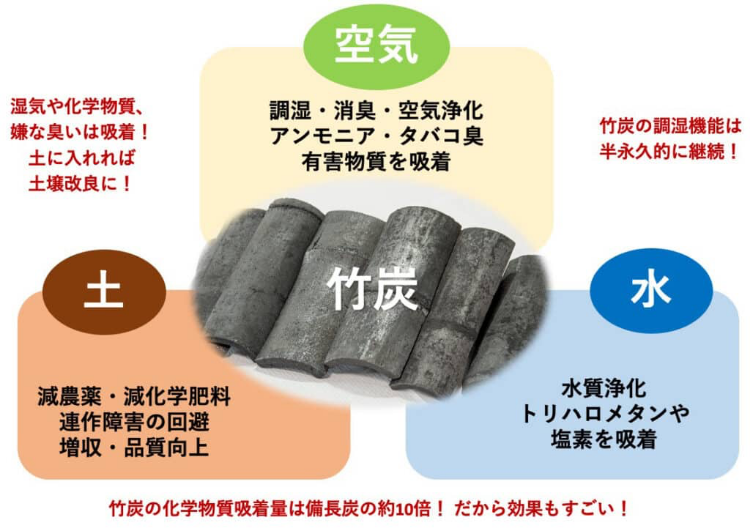 空気
調湿・消臭・空気浄化
アンモニア・タバコ臭
有害物質を吸着
湿気や化学物質、
嫌な臭いは吸着！
土に入れれば
土壌改良に！
竹炭の調湿機能は
半永久的に継続！
竹炭
土
減農薬・減化学肥料
連作障害の回避
増収・品質向上
水
水質浄化
トリハロメタンや
塩素を吸着
竹炭の化学物質吸着量は備長炭の約10倍！ だから効果もすごい！